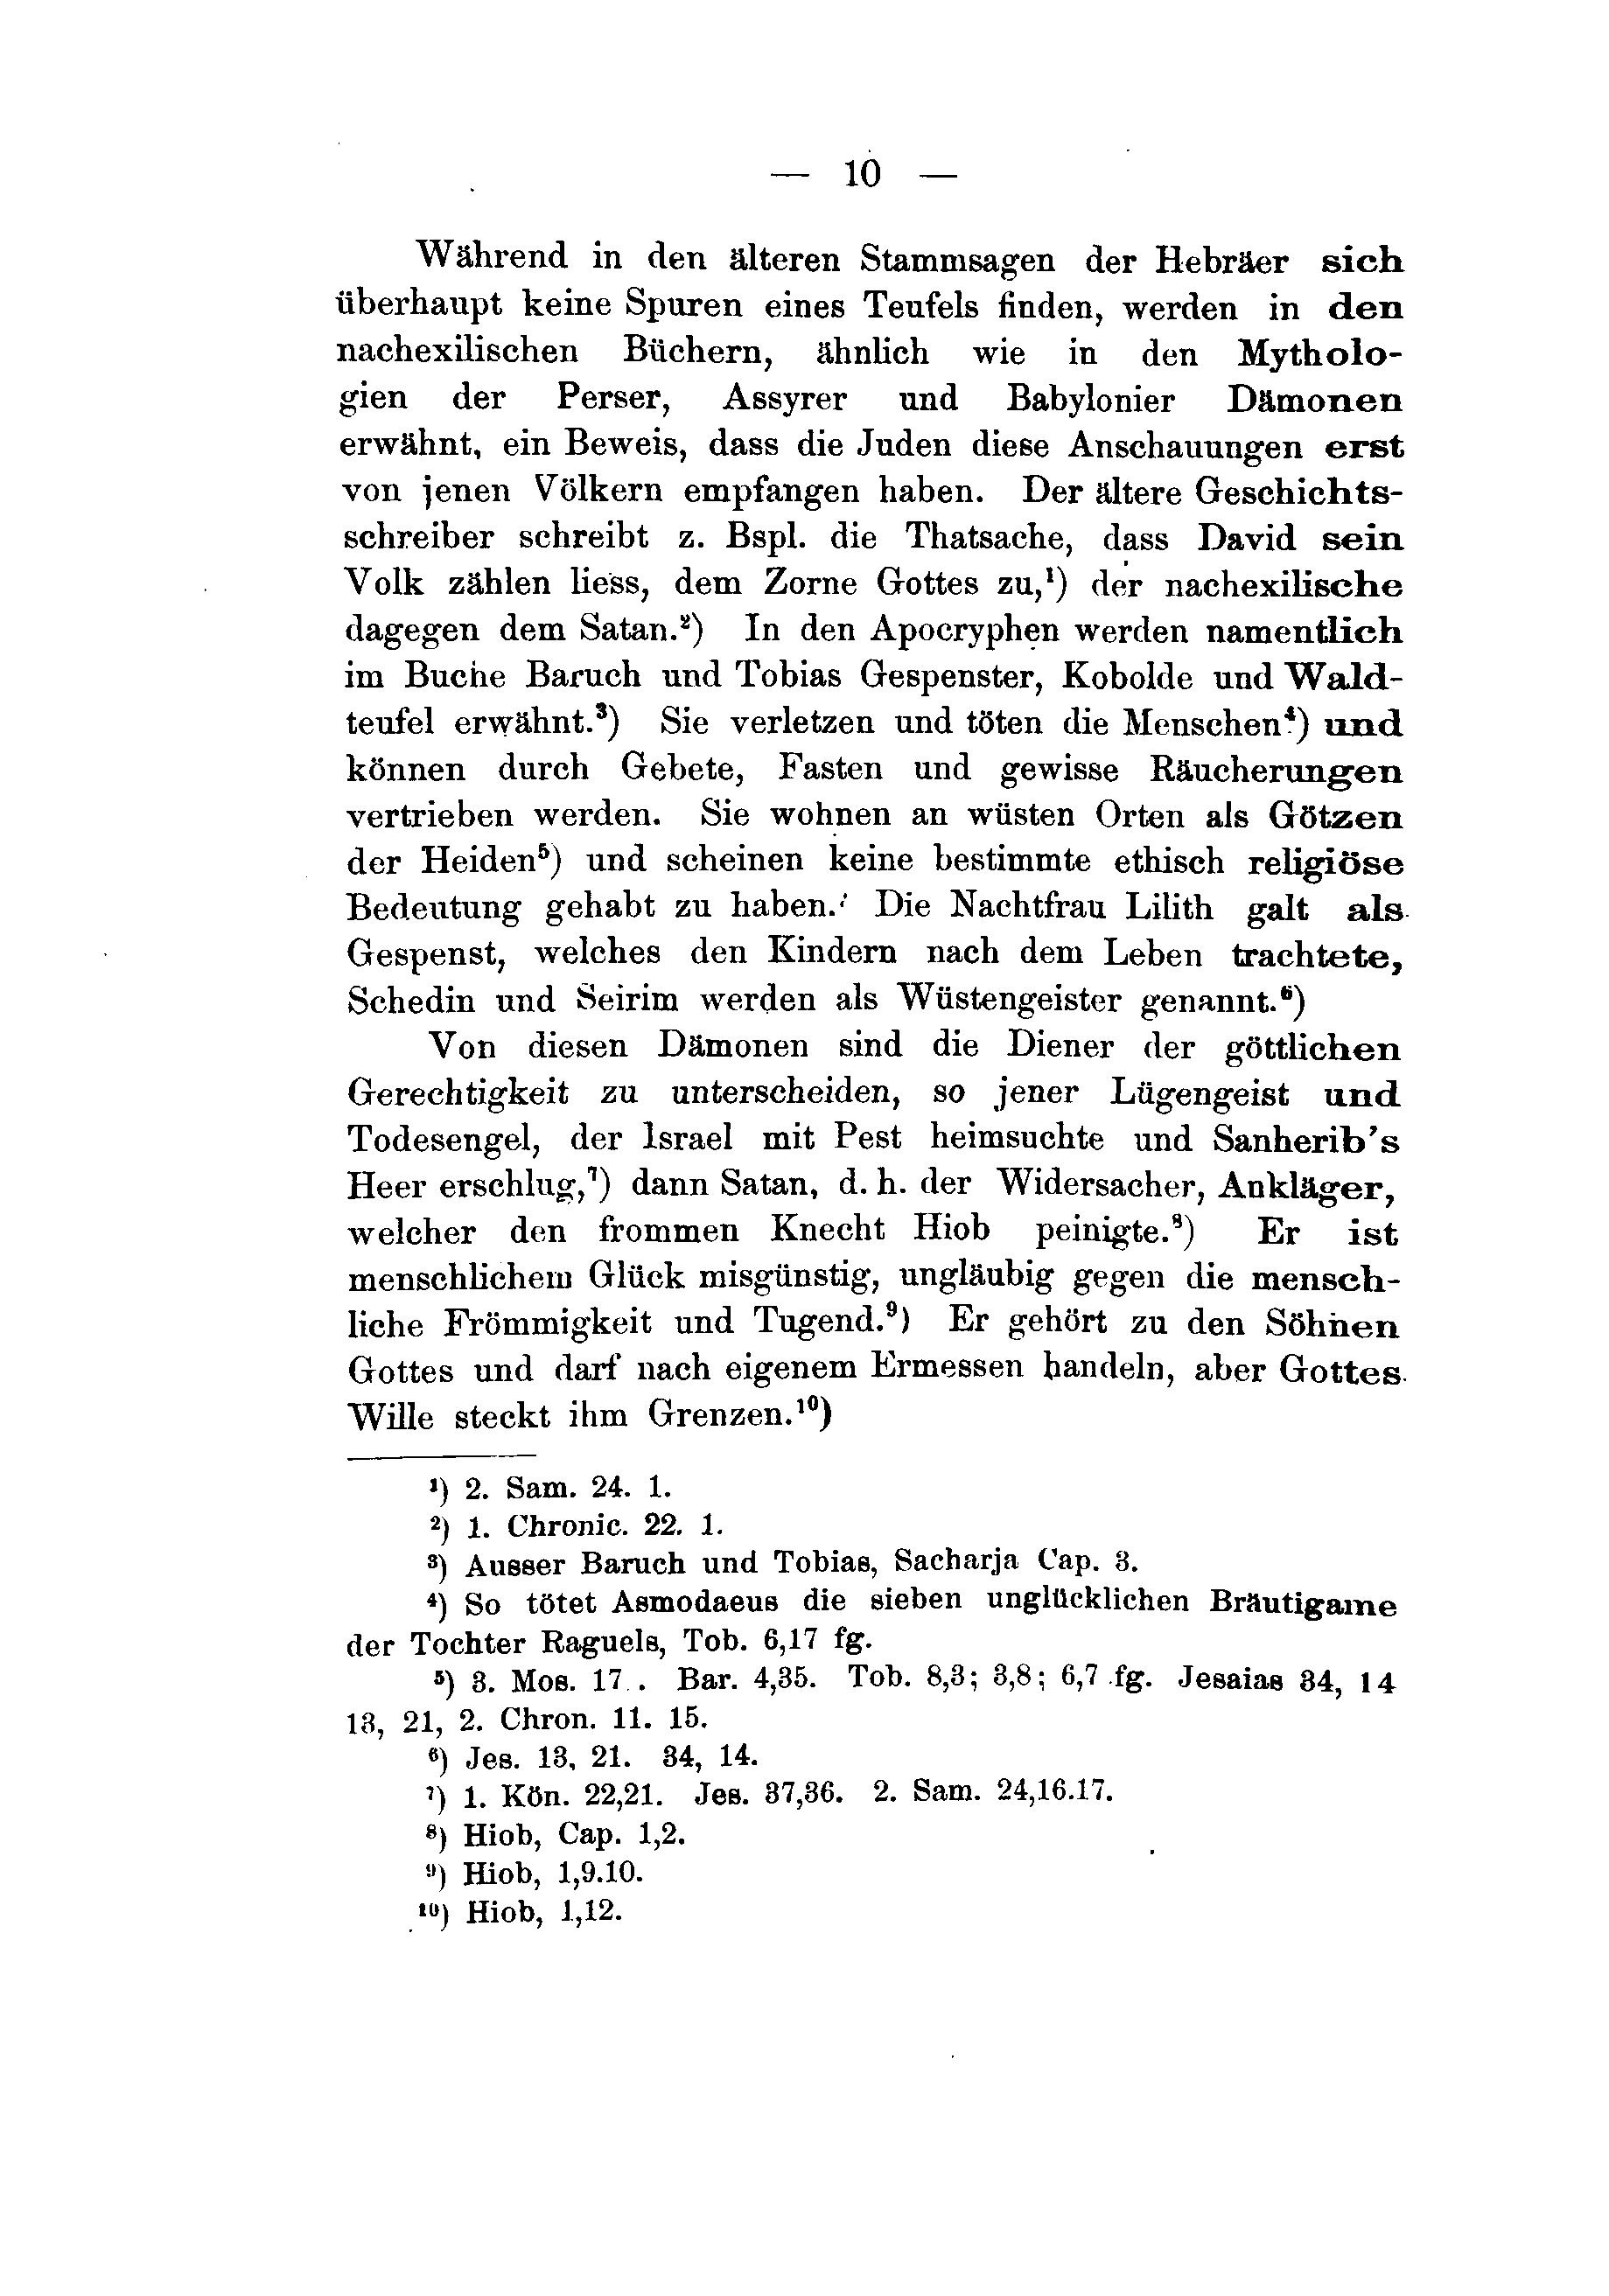 — 10 —
Während in den älteren Stammsagen der Hebräer sich
überhaupt keine Spuren eines Teufels finden, werden in den
nachexilischen Büchern, ähnlich wie in den Mytholo-
gien der Perser, Assyrer und Babylonier Dämonen
erwähnt, ein Beweis, dass die Juden diese Anschauungen erst
von jenen Völkern empfangen haben. Der ältere Geschichts-
schreiber schreibt z. Bspl. die Thatsache, dass David sein
Volk zählen liess, dem Zorne Gottes zu,¹) der nachexilische
dagegen dem Satan.²) In den Apocryphen werden namentlich
im Buche Baruch und Tobias Gespenster, Kobolde und Wald-
teufel erwähnt.³) Sie verletzen und töten die Menschen⁴) und
können durch Gebete, Fasten und gewisse Räucherungen
vertrieben werden. Sie wohnen an wüsten Orten als Götzen
der Heiden⁵) und scheinen keine bestimmte ethisch religiöse
Bedeutung gehabt zu haben. Die Nachtfrau Lilith galt als
Gespenst, welches den Kindern nach dem Leben trachtete,
Schedin und Seirim werden als Wüstengeister genannt.⁶)
Von diesen Dämonen sind die Diener der göttlichen
Gerechtigkeit zu unterscheiden, so jener Lügengeist und
Todesengel, der Israel mit Pest heimsuchte und Sanherib's
Heer erschlug,⁷) dann Satan, d. h. der Widersacher, Ankläger,
welcher den frommen Knecht Hiob peinigte.⁸) Er ist
menschlichem Glück misgünstig, ungläubig gegen die mensch-
liche Frömmigkeit und Tugend.⁹) Er gehört zu den Söhnen
Gottes und darf nach eigenem Ermessen handeln, aber Gottes
Wille steckt ihm Grenzen.¹⁰)
¹) 2. Sam. 24. 1.
²) 1. Chronic. 22. 1.
³) Ausser Baruch und Tobias, Sacharja Cap. 3.
⁴) So tötet Asmodaeus die sieben unglücklichen Bräutigame
der Tochter Raguels, Tob. 6,17 fg.
⁵) 3. Mos. 17. Bar. 4,35. Tob. 8,3; 3,8; 6,7 fg. Jesaias 34, 14
13, 21, 2. Chron. 11. 15.
⁶) Jes. 13, 21. 34, 14.
⁷) 1. Kön. 22,21. Jes. 37,36. 2. Sam. 24,16.17.
⁸) Hiob, Cap. 1,2.
⁹) Hiob, 1,9.10.
¹⁰) Hiob, 1,12.